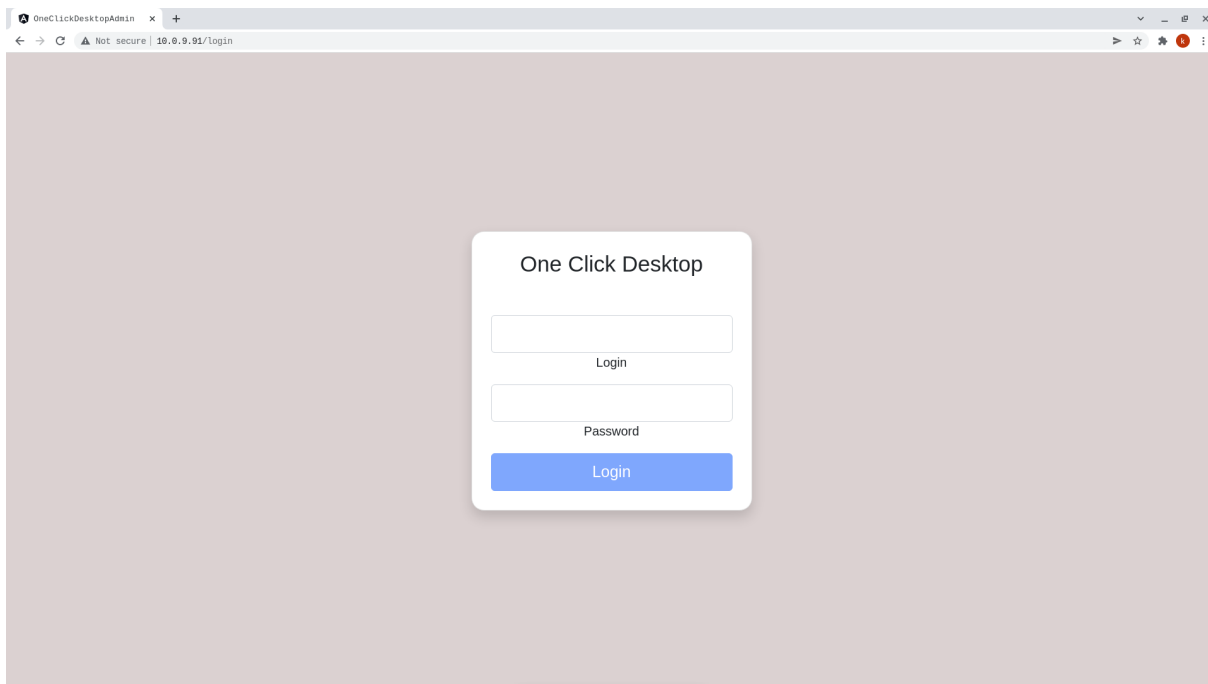 OneClickDesktopAdmin
Not secure 10.0.9.91/login
k
One Click Desktop
Login
Password
Login